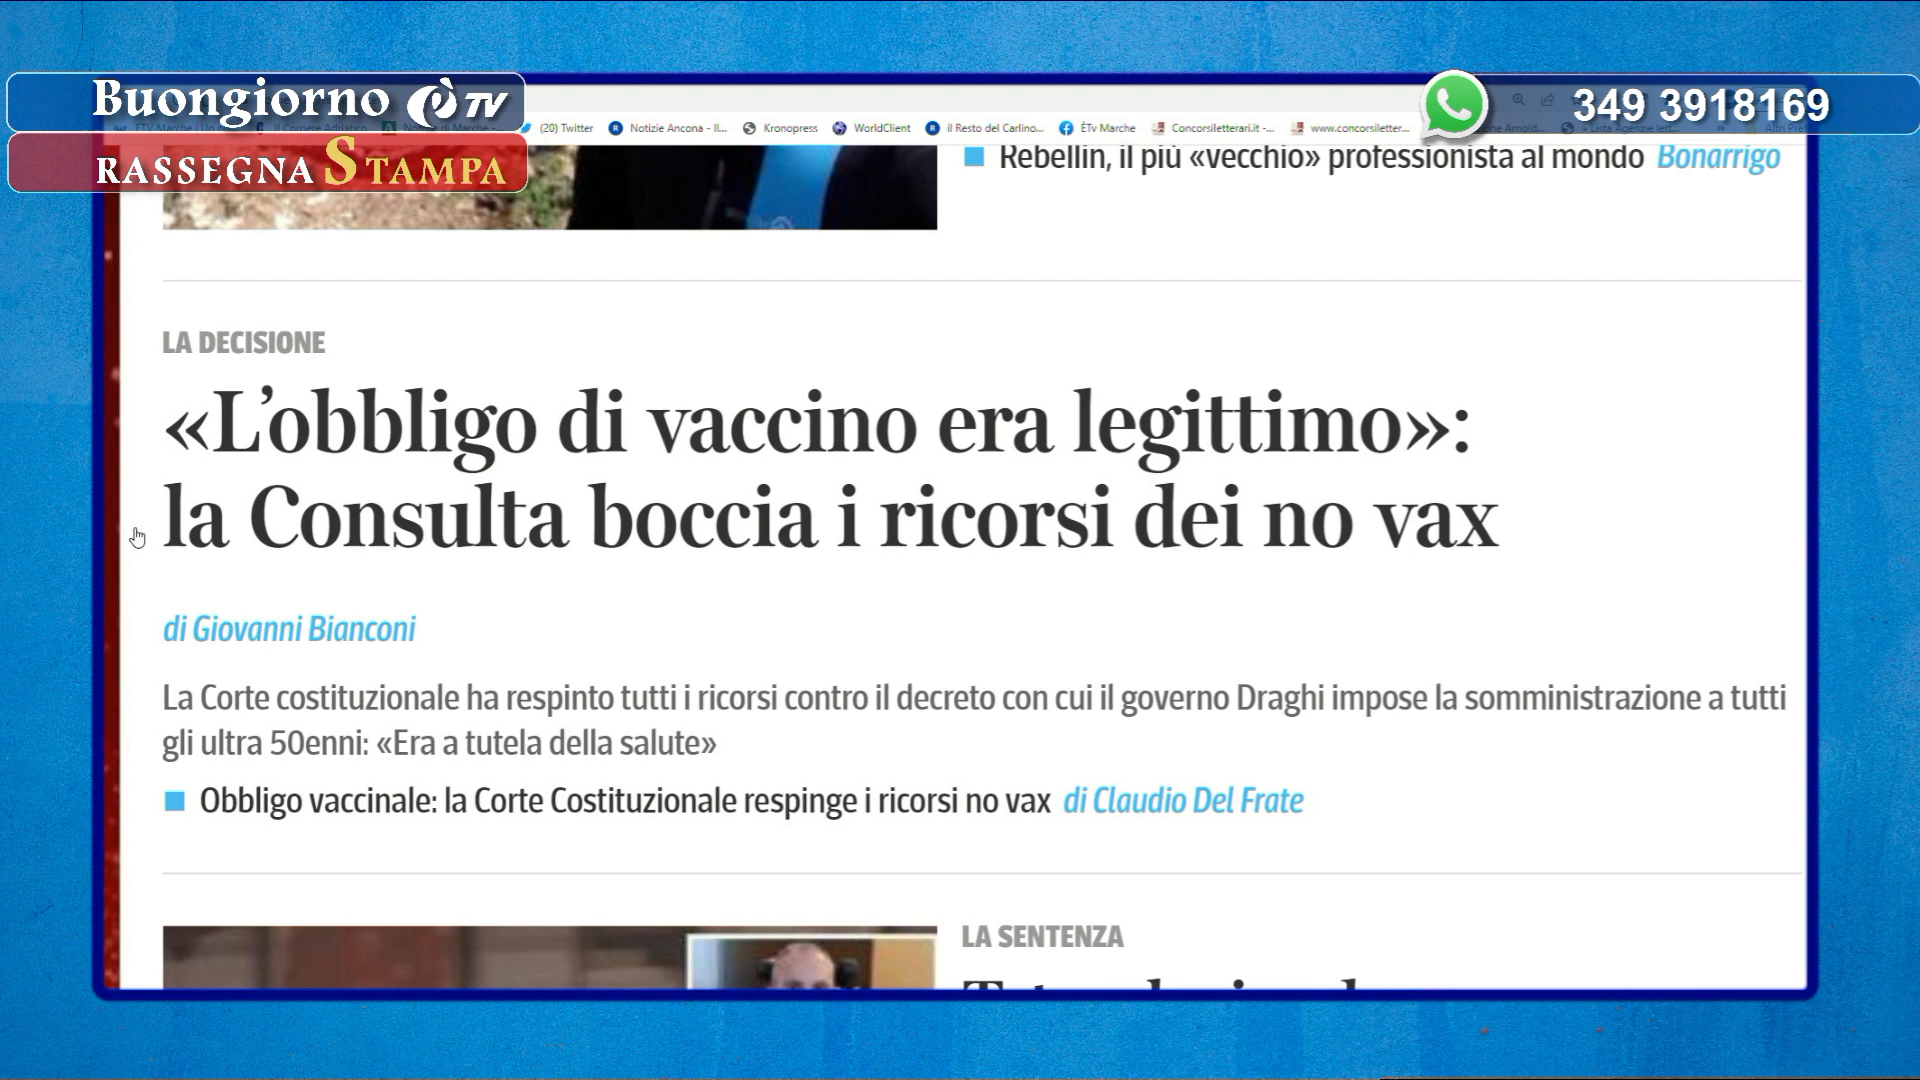 Buongiorno èTV
RASSEGNA STAMPA
349 3918169
(20) Twitter
Notizie Ancona - Il...
Kronopress
WorldClient
il Resto del Carlino...
ÈTv Marche
Concorsiletterari.it -...
www.concorsiletter...
Rebellin, il più «vecchio» professionista al mondo Bonarrigo
LA DECISIONE
«L'obbligo di vaccino era legittimo»:
la Consulta boccia i ricorsi dei no vax
di Giovanni Bianconi
La Corte costituzionale ha respinto tutti i ricorsi contro il decreto con cui il governo Draghi impose la somministrazione a tutti
gli ultra 50enni: «Era a tutela della salute»
Obbligo vaccinale: la Corte Costituzionale respinge i ricorsi no vax di Claudio Del Frate
LA SENTENZA